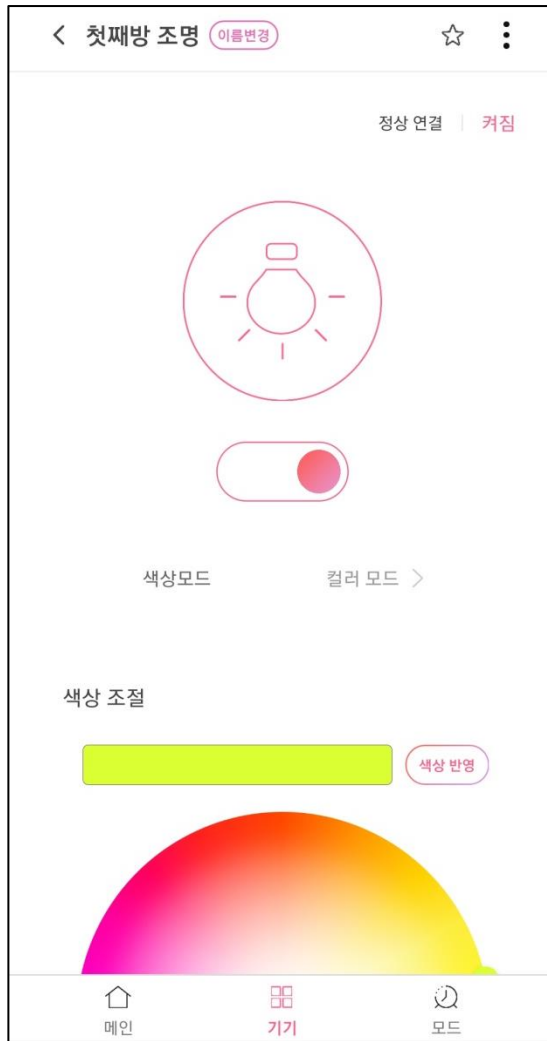 첫째방 조명 이름변경
정상 연결 켜짐
색상모드 컬러 모드
색상 조절
색상 반영
메인 기기 모드